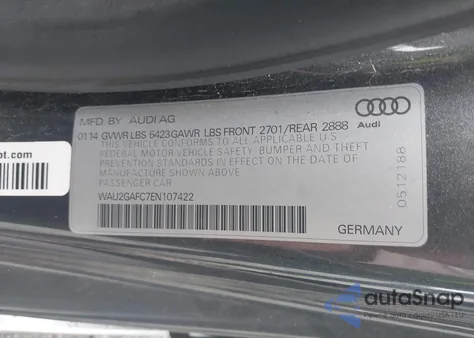 MFD. BY AUDI AG
01 14 GVWR LBS 5423 GAWR LBS FRONT 2701/REAR 2888
THIS VEHICLE CONFORMS TO ALL APPLICABLE U.S.
FEDERAL MOTOR VEHICLE SAFETY, BUMPER AND THEFT
PREVENTION STANDARDS IN EFFECT ON THE DATE OF
MANUFACTURE SHOWN ABOVE
PASSENGER CAR
WAU2GAFC7EN107422
Audi
0512188
GERMANY
pt.com
autoSnap